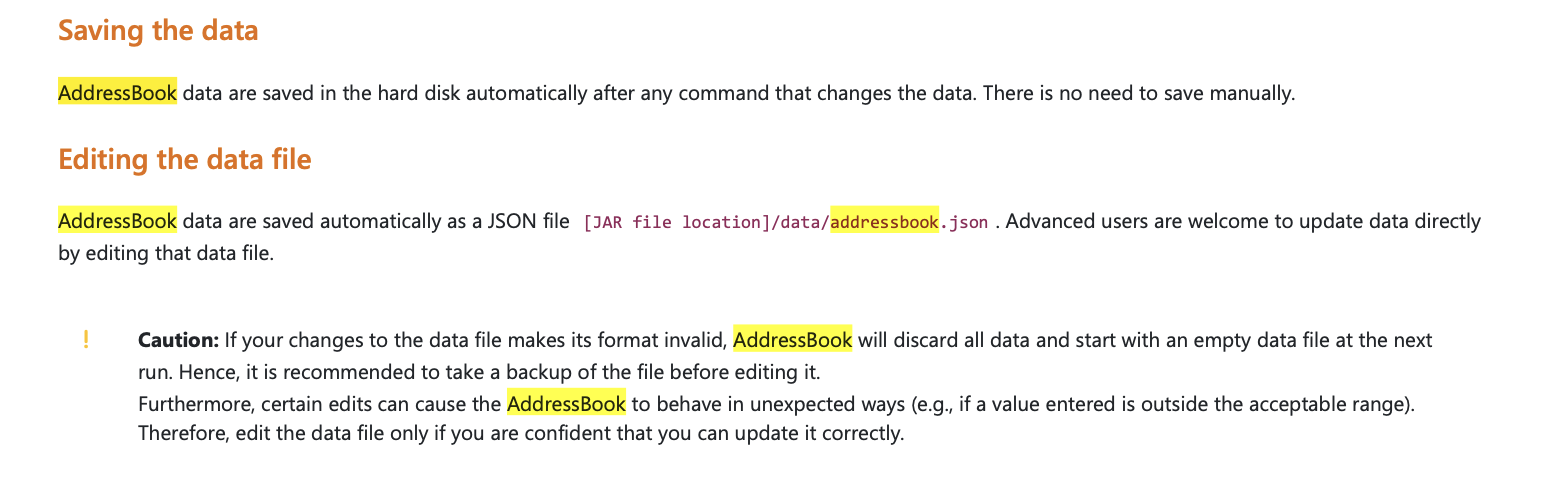 Saving the data
AddressBook data are saved in the hard disk automatically after any command that changes the data. There is no need to save manually.
Editing the data file
AddressBook data are saved automatically as a JSON file [JAR file location]/data/addressbook.json . Advanced users are welcome to update data directly
by editing that data file.
! Caution: If your changes to the data file makes its format invalid, AddressBook will discard all data and start with an empty data file at the next
run. Hence, it is recommended to take a backup of the file before editing it.
Furthermore, certain edits can cause the AddressBook to behave in unexpected ways (e.g., if a value entered is outside the acceptable range).
Therefore, edit the data file only if you are confident that you can update it correctly.